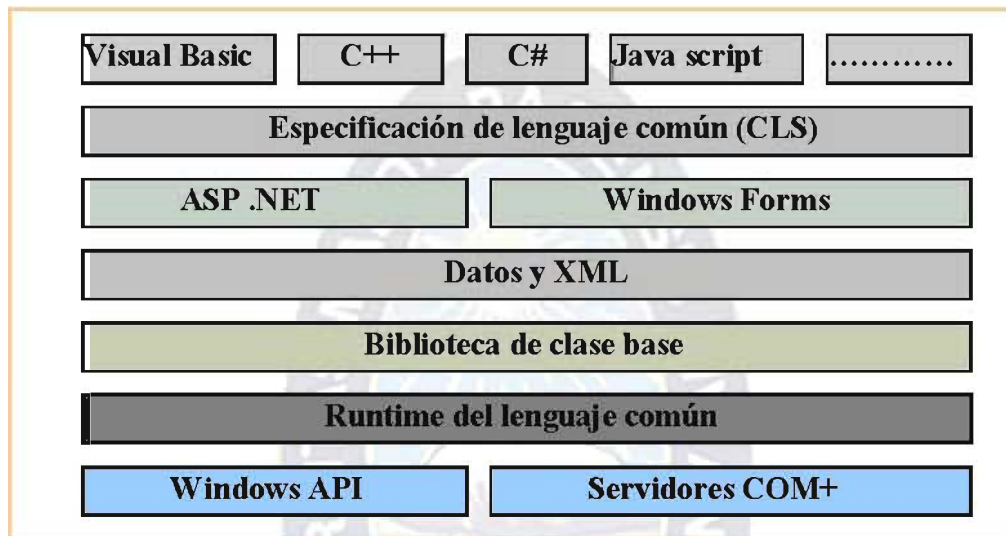 Visual Basic C++ C# Java script …………
Especificación de lenguaje común (CLS)
ASP .NET Windows Forms
Datos y XML
Biblioteca de clase base
Runtime del lenguaje común
Windows API Servidores COM+